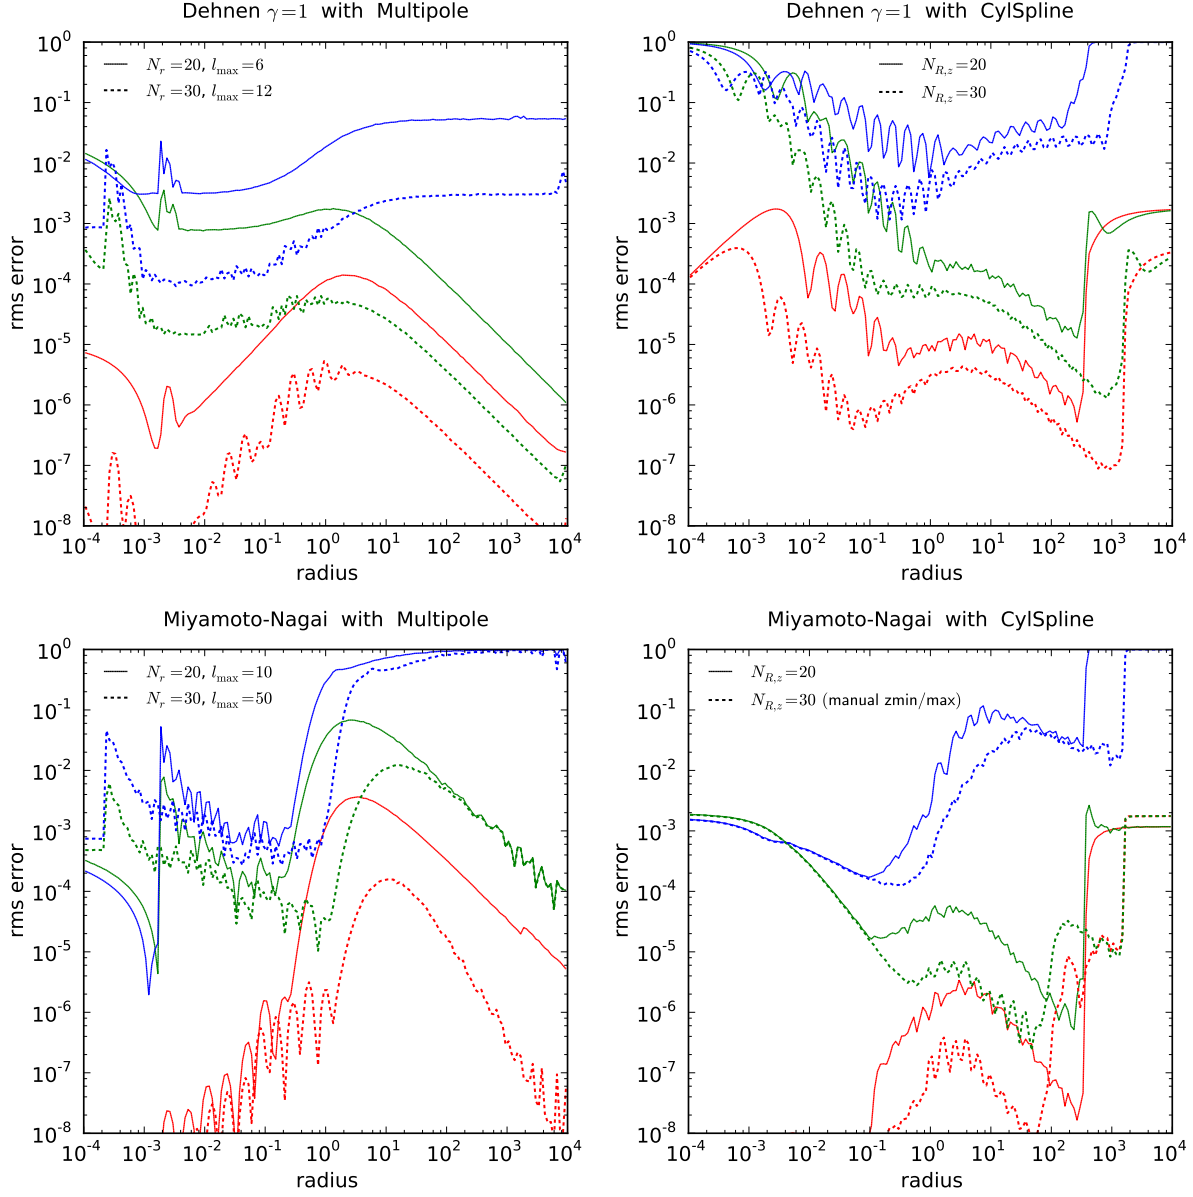 Dehnen γ=1 with Multipole
N_r=20, l_max=6
N_r=30, l_max=12
10^0
10^-1
10^-2
10^-3
10^-4
10^-5
10^-6
10^-7
10^-8
rms error
10^-4 10^-3 10^-2 10^-1 10^0 10^1 10^2 10^3 10^4
radius
Dehnen γ=1 with CylSpline
N_R,z=20
N_R,z=30
10^0
10^-1
10^-2
10^-3
10^-4
10^-5
10^-6
10^-7
10^-8
rms error
10^-4 10^-3 10^-2 10^-1 10^0 10^1 10^2 10^3 10^4
radius
Miyamoto-Nagai with Multipole
N_r=20, l_max=10
N_r=30, l_max=50
10^0
10^-1
10^-2
10^-3
10^-4
10^-5
10^-6
10^-7
10^-8
rms error
10^-4 10^-3 10^-2 10^-1 10^0 10^1 10^2 10^3 10^4
radius
Miyamoto-Nagai with CylSpline
N_R,z=20
N_R,z=30 (manual zmin/max)
10^0
10^-1
10^-2
10^-3
10^-4
10^-5
10^-6
10^-7
10^-8
rms error
10^-4 10^-3 10^-2 10^-1 10^0 10^1 10^2 10^3 10^4
radius